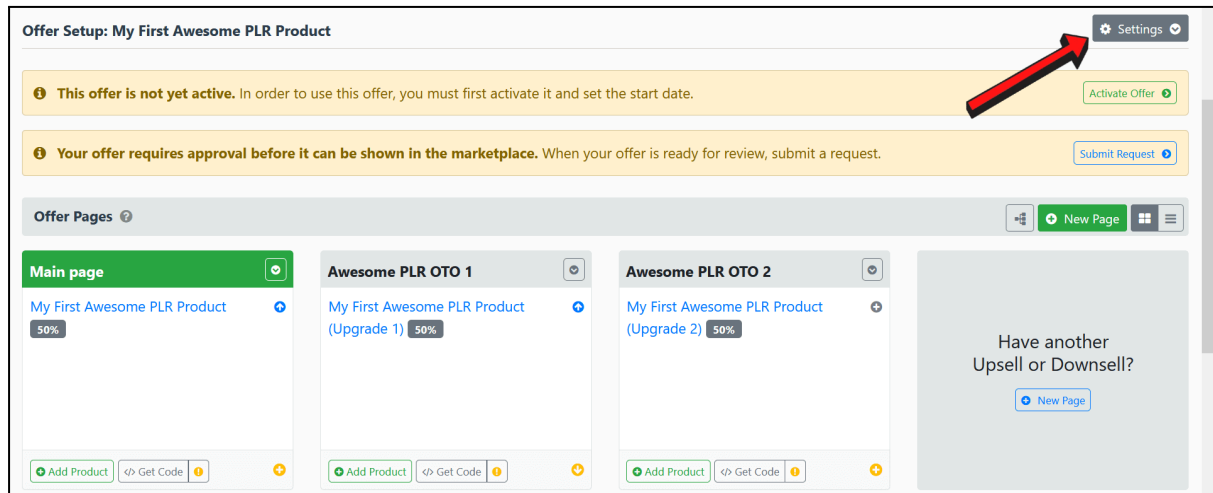 Offer Setup: My First Awesome PLR Product
Settings
This offer is not yet active. In order to use this offer, you must first activate it and set the start date.
Activate Offer
Your offer requires approval before it can be shown in the marketplace. When your offer is ready for review, submit a request.
Submit Request
Offer Pages
New Page
Main page
My First Awesome PLR Product
50%
Add Product
</> Get Code
Awesome PLR OTO 1
My First Awesome PLR Product
(Upgrade 1) 50%
Add Product
</> Get Code
Awesome PLR OTO 2
My First Awesome PLR Product
(Upgrade 2) 50%
Add Product
</> Get Code
Have another
Upsell or Downsell?
New Page